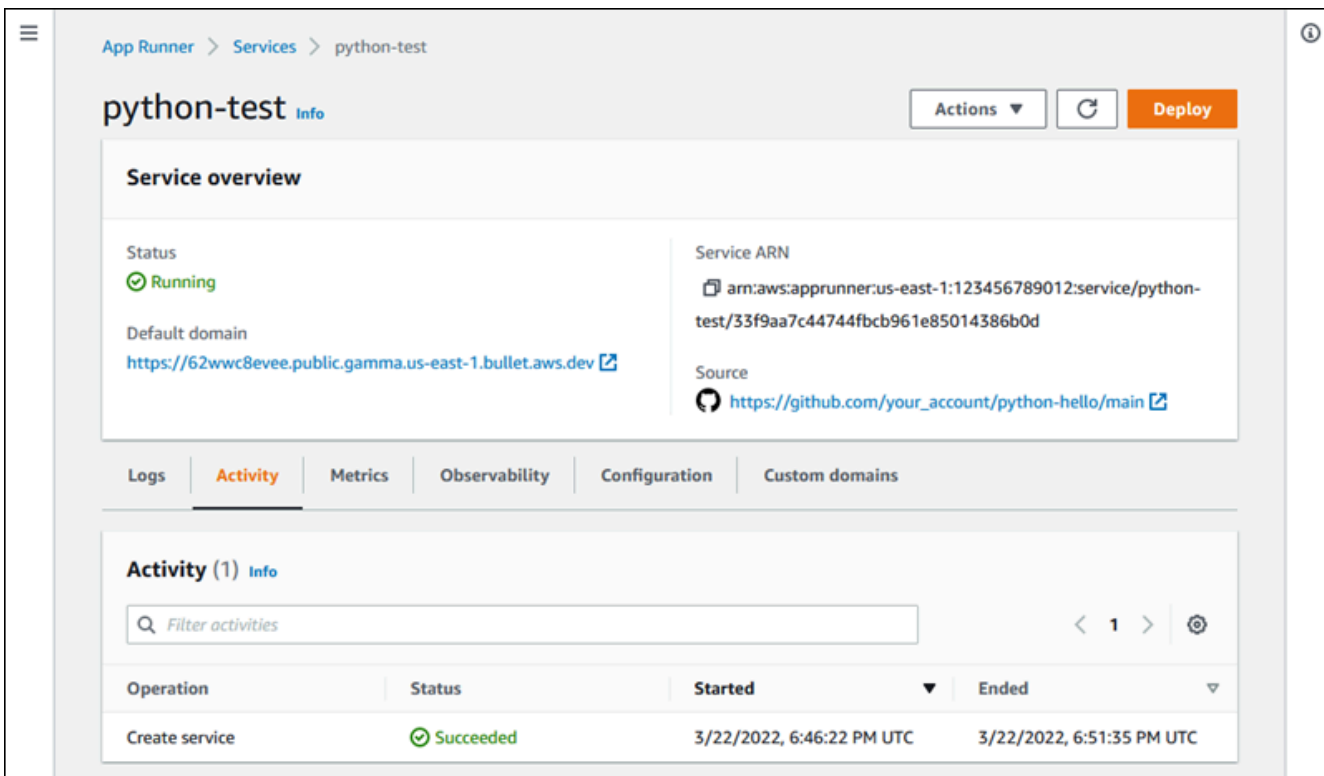 App Runner > Services > python-test
python-test Info
Actions ▼
Deploy
Service overview
Status
Running
Default domain
https://62wwc8evee.public.gamma.us-east-1.bullet.aws.dev
Service ARN
arn:aws:apprunner:us-east-1:123456789012:service/python-
test/33f9aa7c44744fbcb961e85014386b0d
Source
https://github.com/your_account/python-hello/main
Logs Activity Metrics Observability Configuration Custom domains
Activity (1) Info
Filter activities
< 1 >
Operation Status Started ▼ Ended ▽
Create service Succeeded 3/22/2022, 6:46:22 PM UTC 3/22/2022, 6:51:35 PM UTC